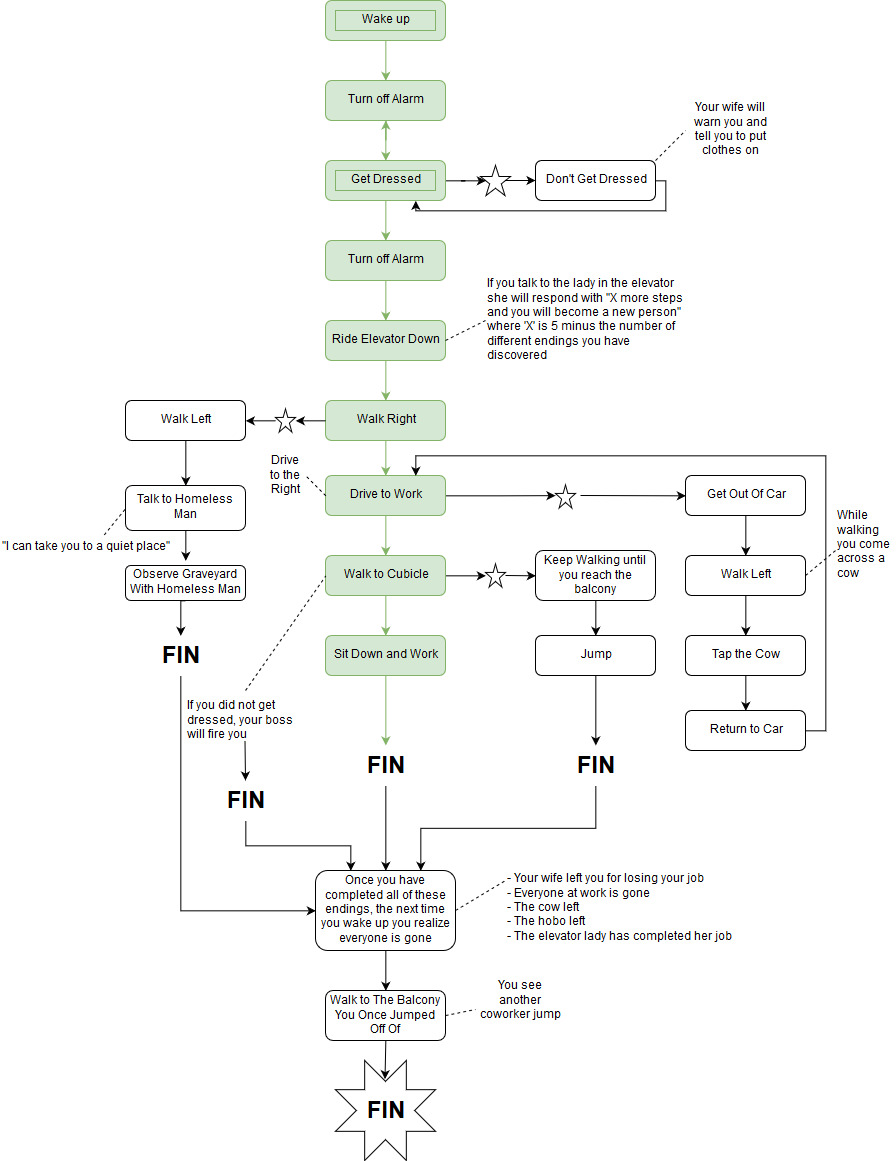 Wake up
Turn off Alarm
Your wife will
warn you and
tell you to put
clothes on
Get Dressed
Don't Get Dressed
Turn off Alarm
If you talk to the lady in the elevator
she will respond with "X more steps
and you will become a new person"
where 'X' is 5 minus the number of
different endings you have
discovered
Ride Elevator Down
Walk Left
Walk Right
Drive
to the
Right
Talk to Homeless
Man
Drive to Work
Get Out Of Car
While
walking
you come
across a
cow
"I can take you to a quiet place"
Observe Graveyard
With Homeless Man
Walk to Cubicle
Keep Walking until
you reach the
balcony
Walk Left
FIN
Sit Down and Work
Jump
Tap the Cow
If you did not get
dressed, your boss
will fire you
Return to Car
FIN
FIN
FIN
Once you have
completed all of these
endings, the next time
you wake up you realize
everyone is gone
- Your wife left you for losing your job
- Everyone at work is gone
- The cow left
- The hobo left
- The elevator lady has completed her job
Walk to The Balcony
You Once Jumped
Off Of
You see
another
coworker jump
FIN